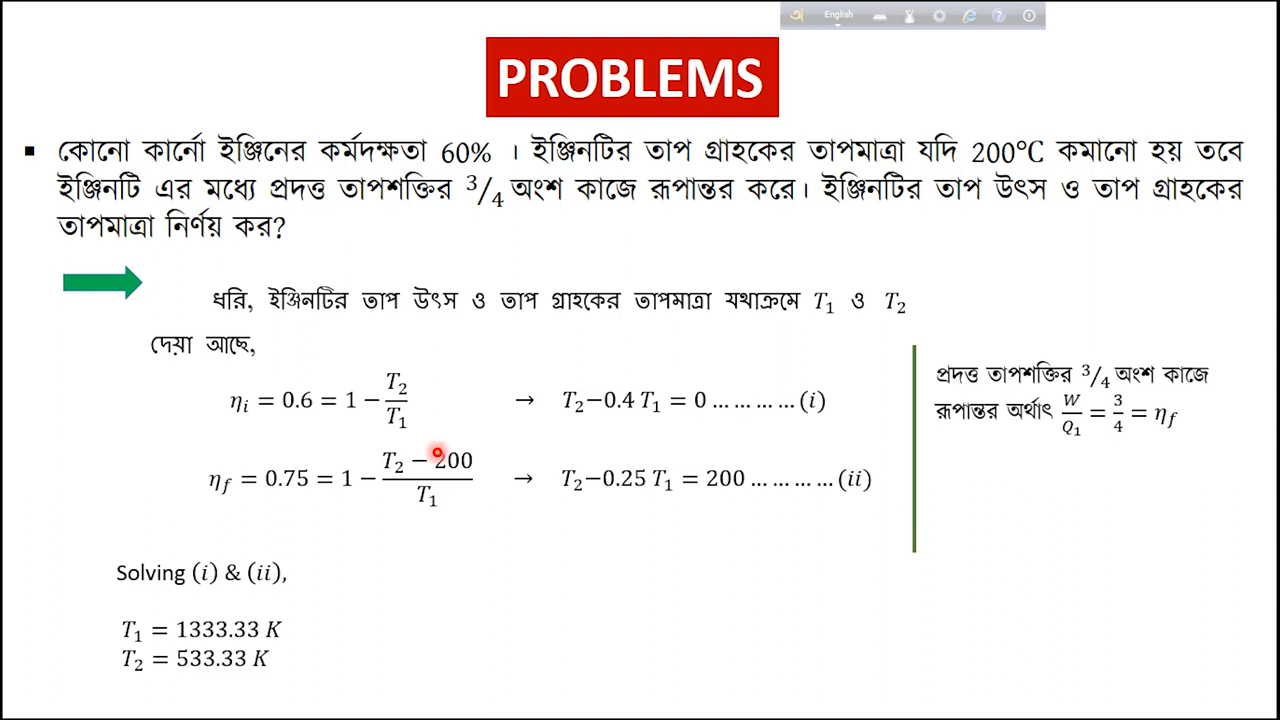 অ English
PROBLEMS
▪ কোনো কার্নো ইঞ্জিনের কর্মদক্ষতা 60% । ইঞ্জিনটির তাপ গ্রাহকের তাপমাত্রা যদি 200°C কমানো হয় তবে
ইঞ্জিনটি এর মধ্যে প্রদত্ত তাপশক্তির 3/4 অংশ কাজে রূপান্তর করে। ইঞ্জিনটির তাপ উৎস ও তাপ গ্রাহকের
তাপমাত্রা নির্ণয় কর?
ধরি, ইঞ্জিনটির তাপ উৎস ও তাপ গ্রাহকের তাপমাত্রা যথাক্রমে T₁ ও T₂
দেয়া আছে,
ηᵢ = 0.6 = 1 − T₂/T₁ → T₂−0.4 T₁ = 0 … … … … (i)
η_f = 0.75 = 1 − (T₂ − 200)/T₁ → T₂−0.25 T₁ = 200 … … … … (ii)
প্রদত্ত তাপশক্তির 3/4 অংশ কাজে
রূপান্তর অর্থাৎ W/Q₁ = 3/4 = η_f
Solving (i) & (ii),
T₁ = 1333.33 K
T₂ = 533.33 K